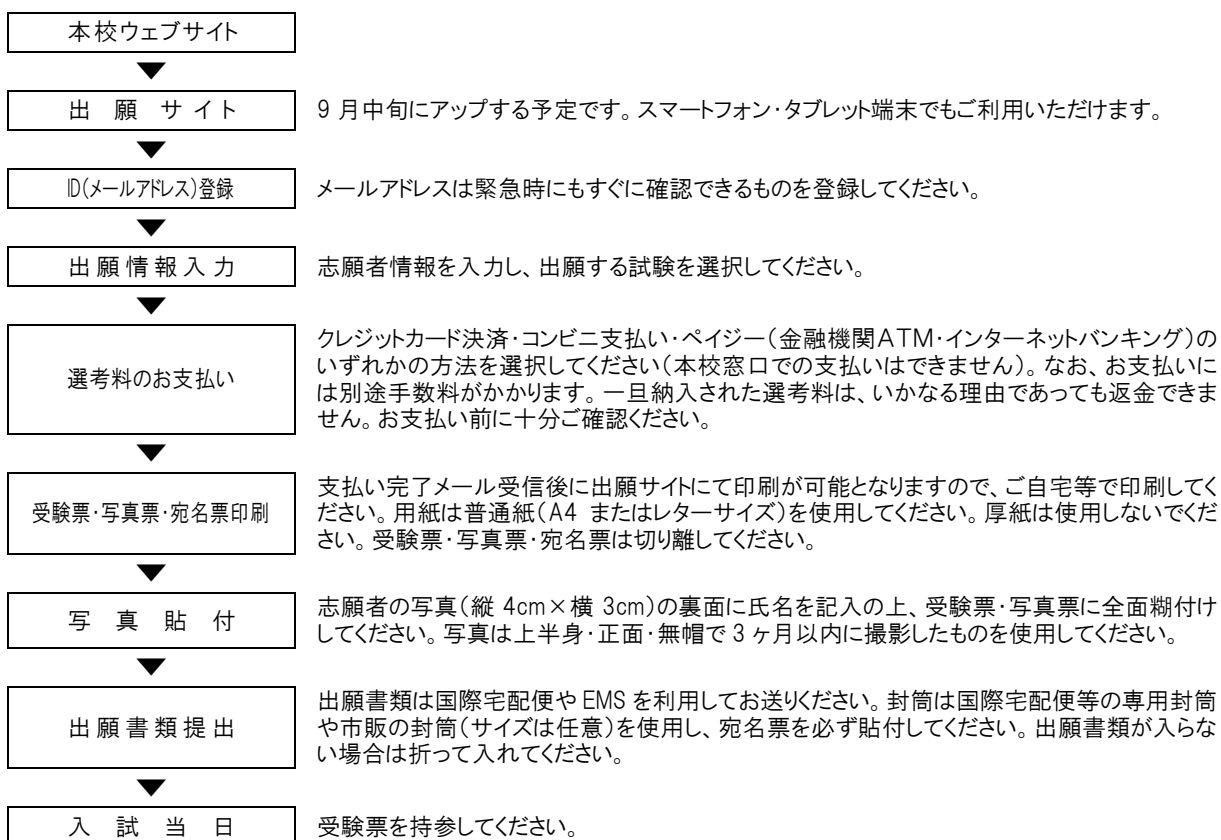 本校ウェブサイト
▼
出願サイト
9月中旬にアップする予定です。スマートフォン・タブレット端末でもご利用いただけます。
▼
ID(メールアドレス)登録
メールアドレスは緊急時にもすぐに確認できるものを登録してください。
▼
出願情報入力
志願者情報を入力し、出願する試験を選択してください。
▼
選考料のお支払い
クレジットカード決済・コンビニ支払い・ペイジー(金融機関ATM・インターネットバンキング)の
いずれかの方法を選択してください(本校窓口での支払いはできません)。なお、お支払いに
は別途手数料がかかります。一旦納入された選考料は、いかなる理由であっても返金できま
せん。お支払い前に十分ご確認ください。
▼
受験票・写真票・宛名票印刷
支払い完了メール受信後に出願サイトにて印刷が可能となりますので、ご自宅等で印刷してく
ださい。用紙は普通紙(A4 またはレターサイズ)を使用してください。厚紙は使用しないでくだ
さい。受験票・写真票・宛名票は切り離してください。
▼
写真貼付
志願者の写真(縦 4cm×横 3cm)の裏面に氏名を記入の上、受験票・写真票に全面糊付け
してください。写真は上半身・正面・無帽で 3 ヶ月以内に撮影したものを使用してください。
▼
出願書類提出
出願書類は国際宅配便や EMS を利用してお送りください。封筒は国際宅配便等の専用封筒
や市販の封筒(サイズは任意)を使用し、宛名票を必ず貼付してください。出願書類が入らな
い場合は折って入れてください。
▼
入試当日
受験票を持参してください。